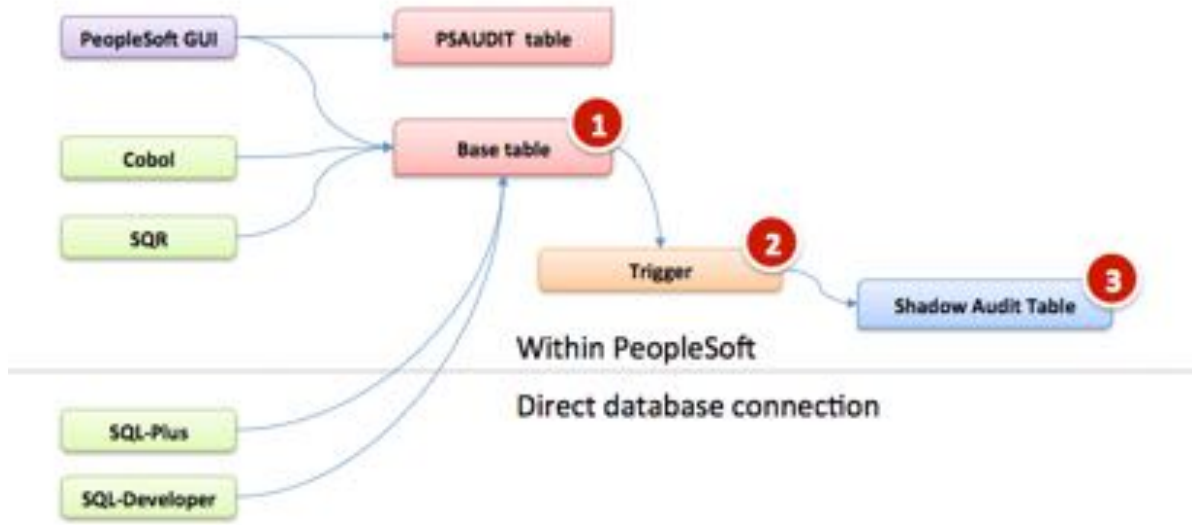 PeopleSoft GUI
PSAUDIT table
1
Base table
Cobol
SQR
2
Trigger
3
Shadow Audit Table
Within PeopleSoft
Direct database connection
SQL-Plus
SQL-Developer